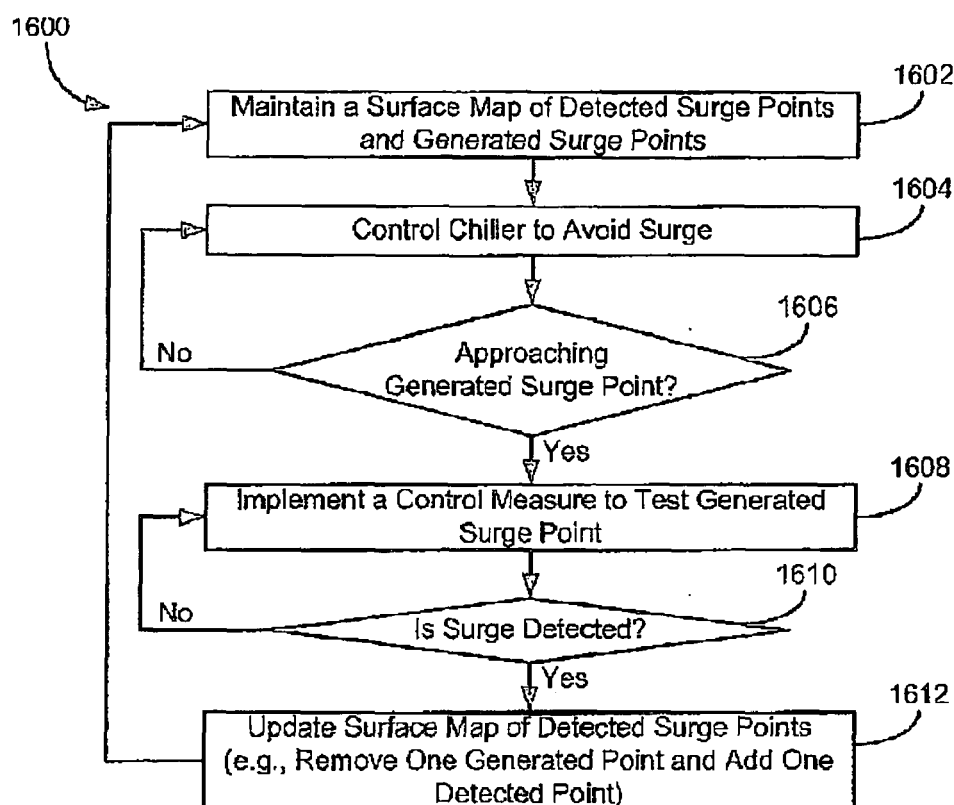 1600
1602
Maintain a Surface Map of Detected Surge Points
and Generated Surge Points
1604
Control Chiller to Avoid Surge
1606
Approaching
Generated Surge Point?
No
Yes
1608
Implement a Control Measure to Test Generated
Surge Point
1610
Is Surge Detected?
No
Yes
1612
Update Surface Map of Detected Surge Points
(e.g., Remove One Generated Point and Add One
Detected Point)